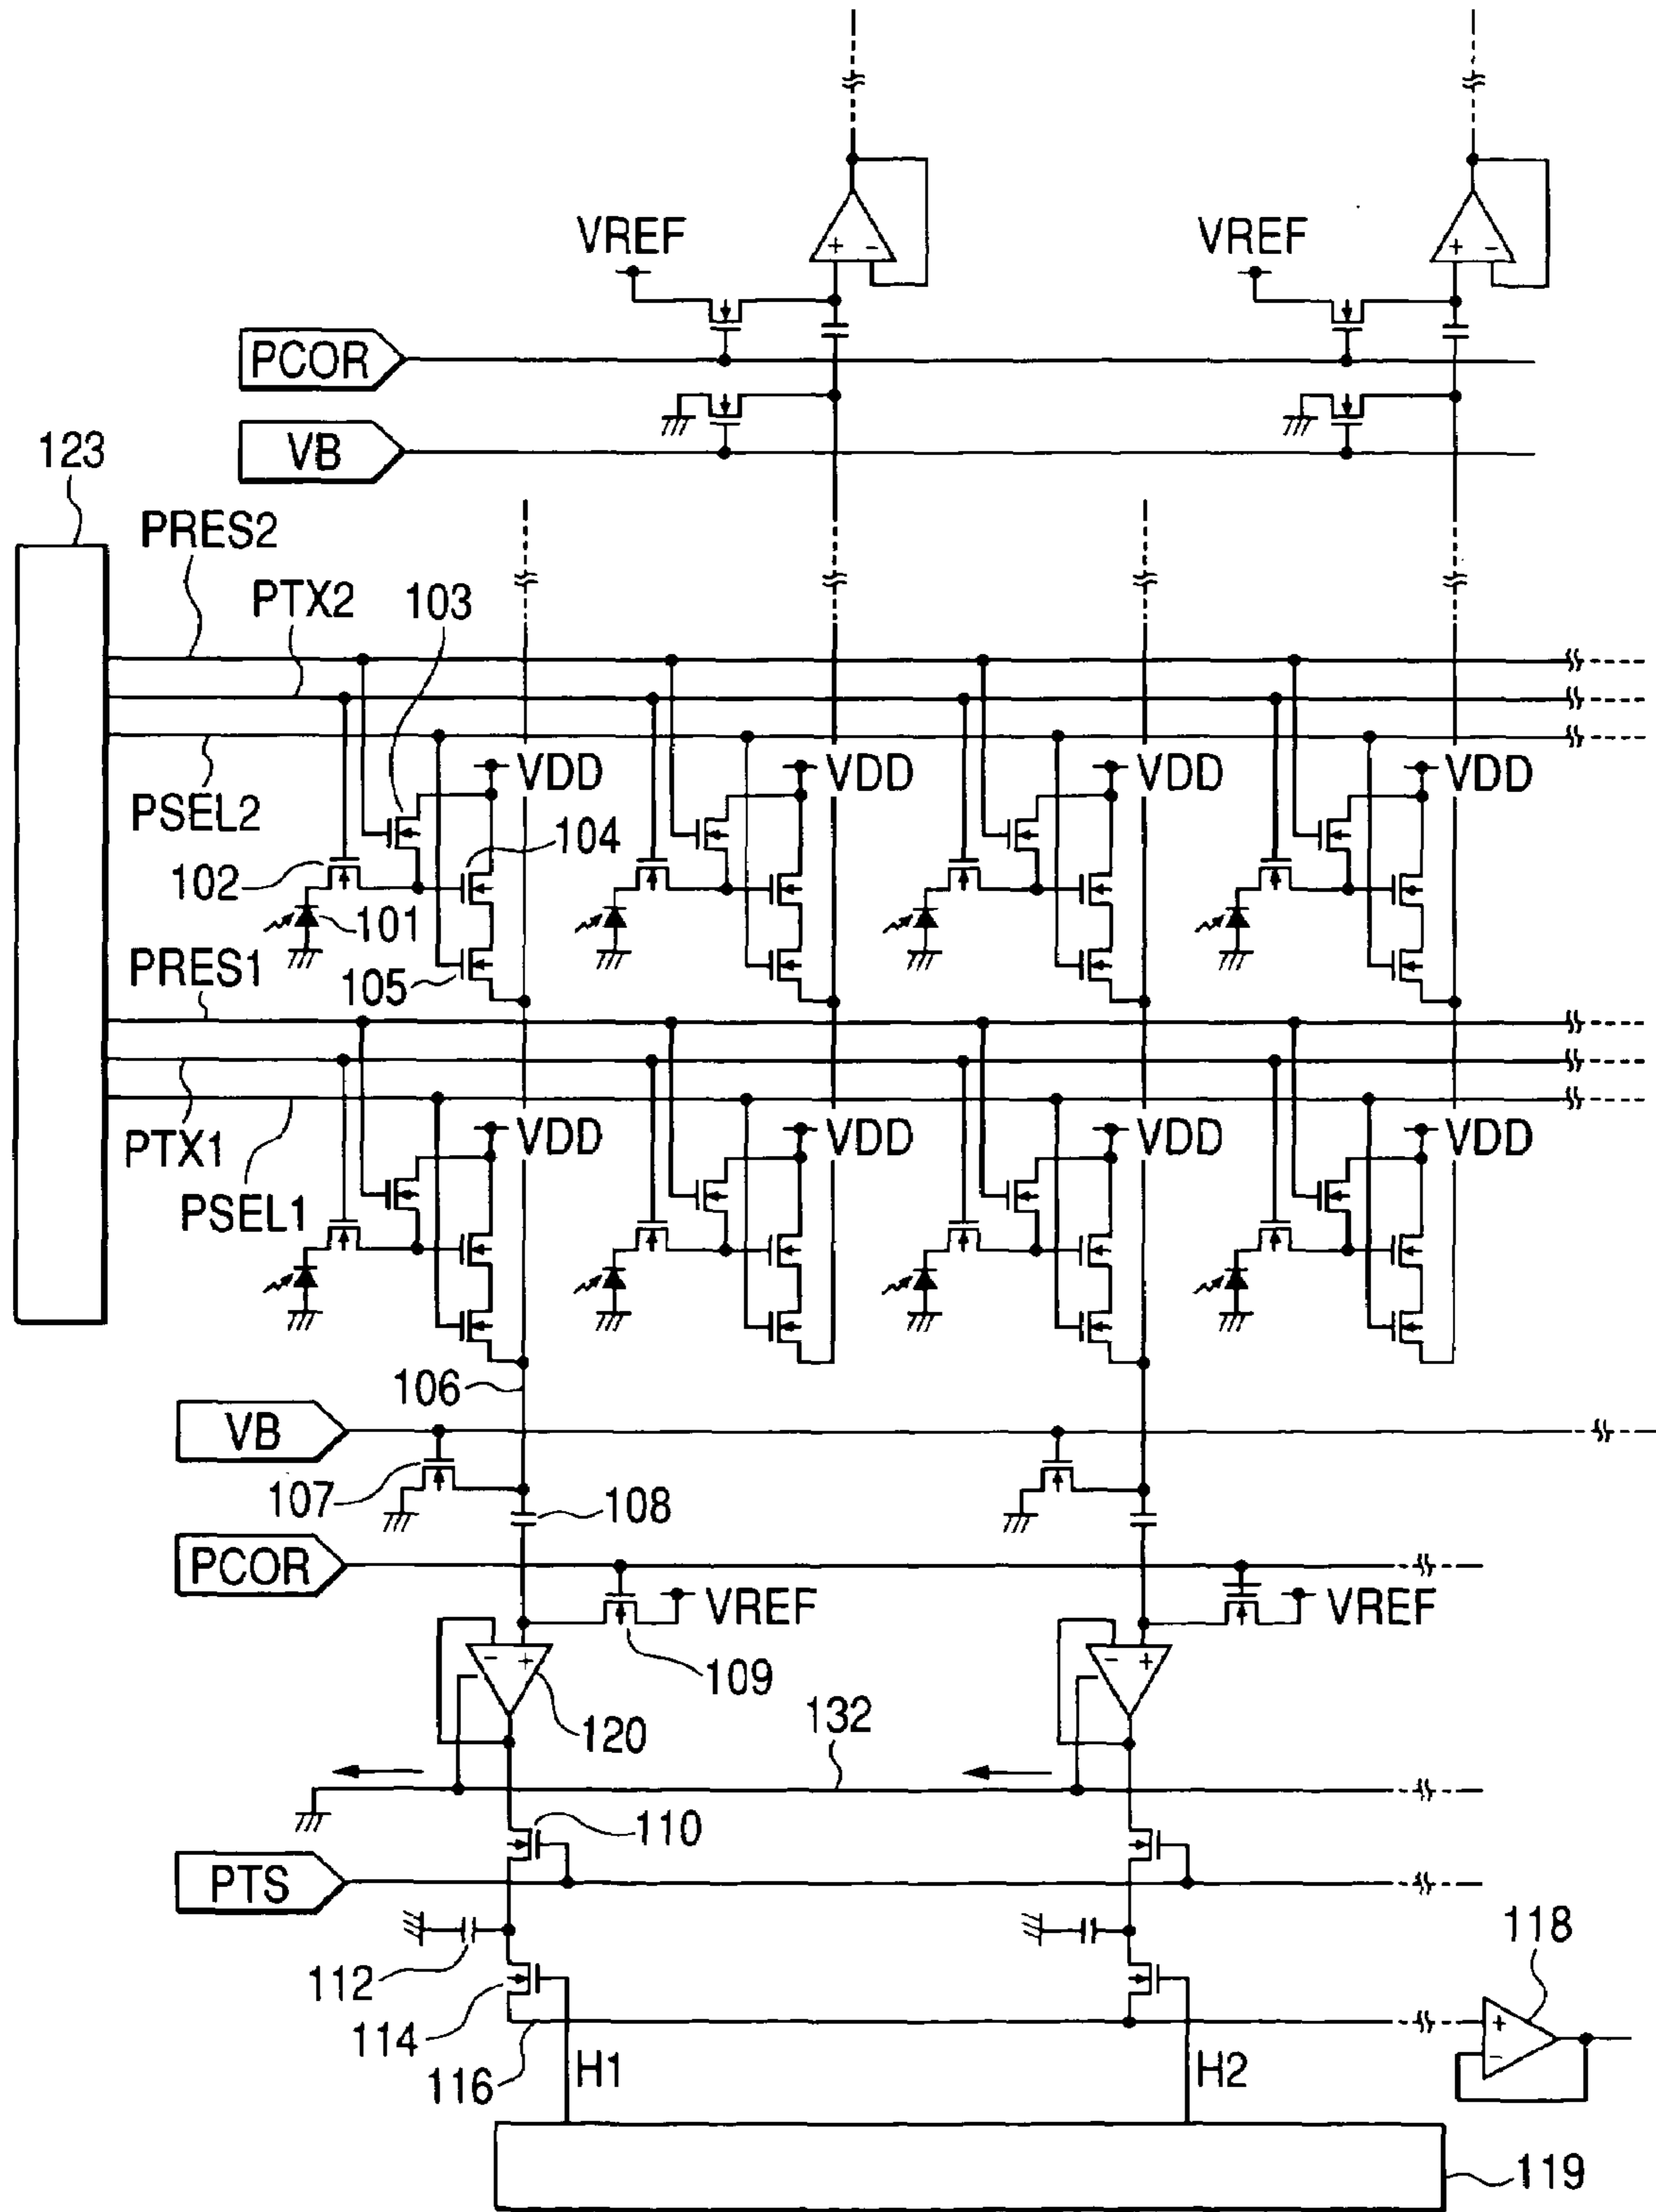 VREF VREF
+ - + -
PCOR
VB
123
PRES2
PTX2 103
VDD VDD VDD VDD
PSEL2
104
102
101
PRES1
105
VDD VDD VDD VDD
PTX1
PSEL1
106
VB
107 108
PCOR
VREF VREF
- + - +
109
120 132
110
PTS
118
112
+
114
-
116 H1 H2
119